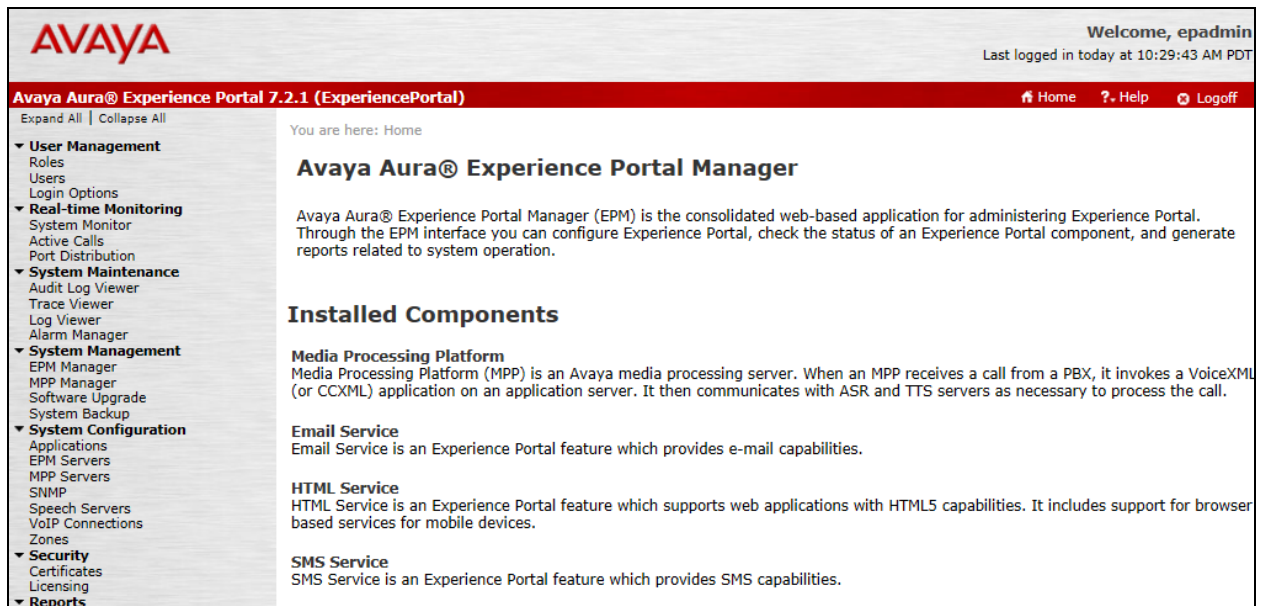 AVAYA
Welcome, epadmin
Last logged in today at 10:29:43 AM PDT
Avaya Aura® Experience Portal 7.2.1 (ExperiencePortal)
Home ? Help Logoff
Expand All | Collapse All
User Management
Roles
Users
Login Options
Real-time Monitoring
System Monitor
Active Calls
Port Distribution
System Maintenance
Audit Log Viewer
Trace Viewer
Log Viewer
Alarm Manager
System Management
EPM Manager
MPP Manager
Software Upgrade
System Backup
System Configuration
Applications
EPM Servers
MPP Servers
SNMP
Speech Servers
VoIP Connections
Zones
Security
Certificates
Licensing
Reports
You are here: Home
Avaya Aura® Experience Portal Manager
Avaya Aura® Experience Portal Manager (EPM) is the consolidated web-based application for administering Experience Portal.
Through the EPM interface you can configure Experience Portal, check the status of an Experience Portal component, and generate
reports related to system operation.
Installed Components
Media Processing Platform
Media Processing Platform (MPP) is an Avaya media processing server. When an MPP receives a call from a PBX, it invokes a VoiceXML
(or CCXML) application on an application server. It then communicates with ASR and TTS servers as necessary to process the call.
Email Service
Email Service is an Experience Portal feature which provides e-mail capabilities.
HTML Service
HTML Service is an Experience Portal feature which supports web applications with HTML5 capabilities. It includes support for browser
based services for mobile devices.
SMS Service
SMS Service is an Experience Portal feature which provides SMS capabilities.